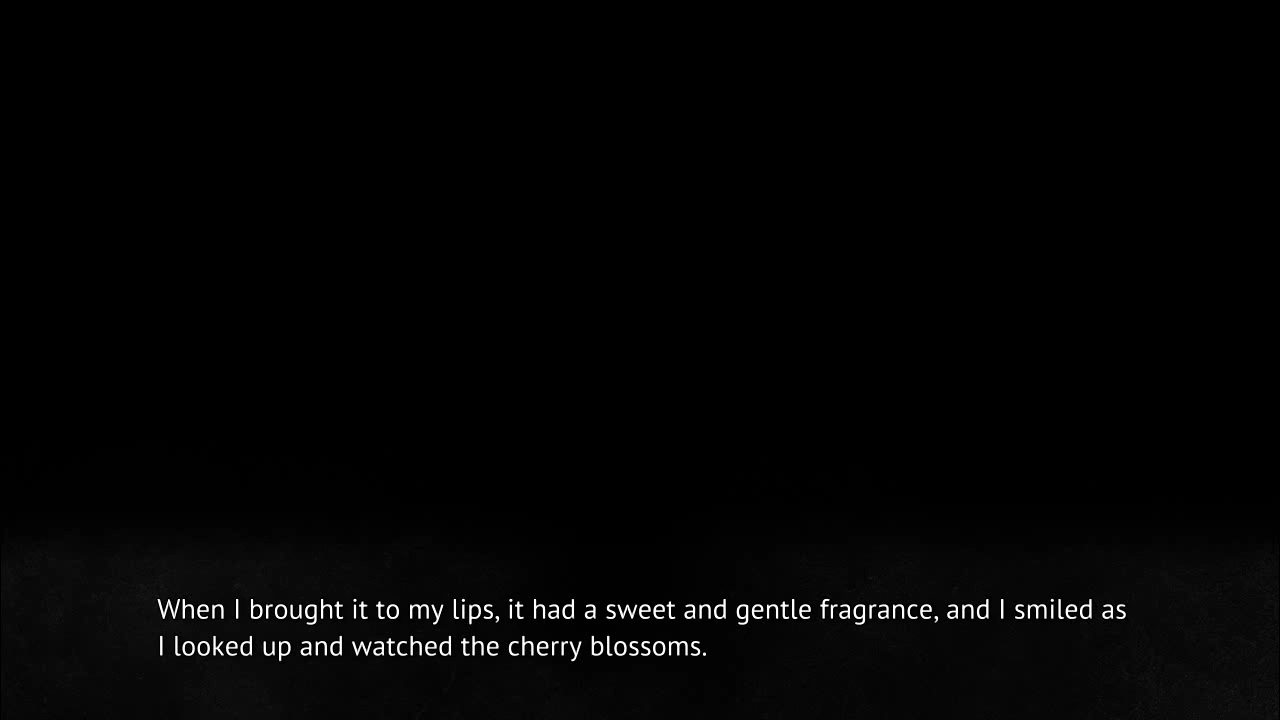 When I brought it to my lips, it had a sweet and gentle fragrance, and I smiled as
I looked up and watched the cherry blossoms.